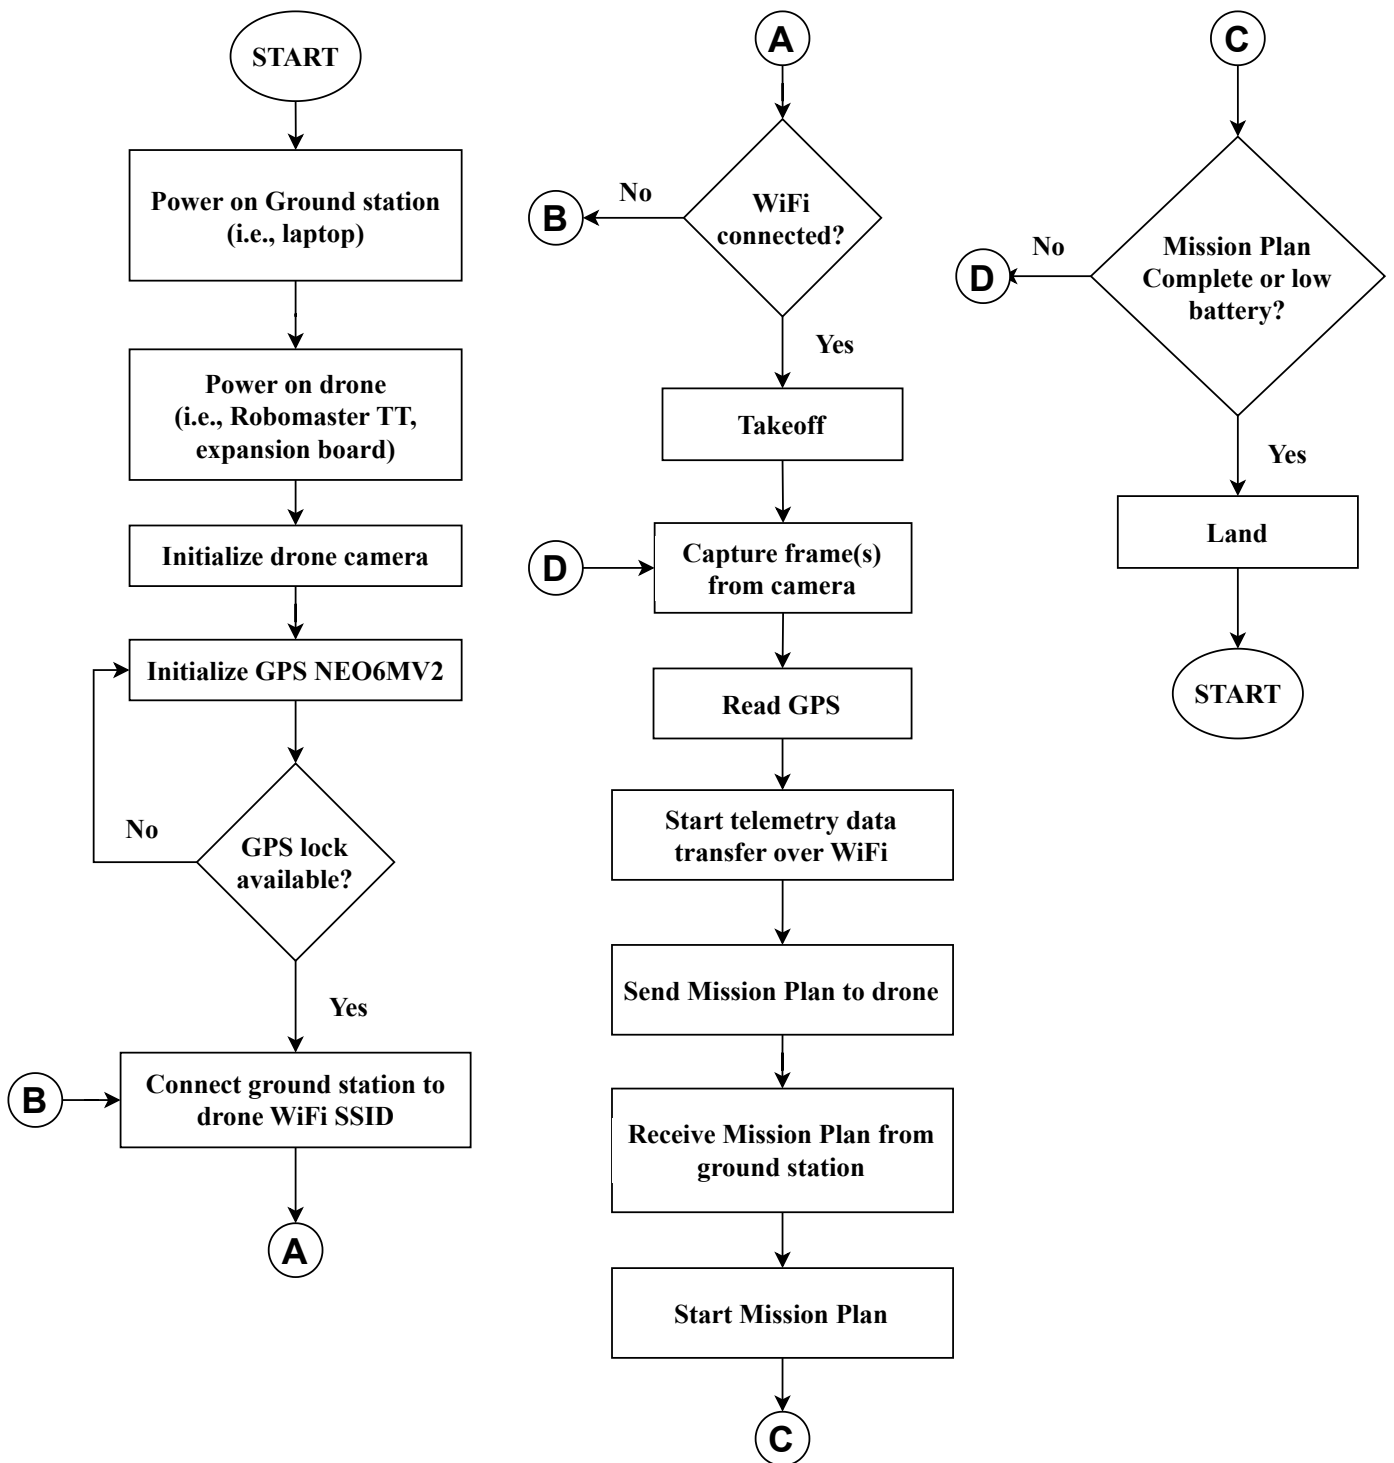 START
Power on Ground station
(i.e., laptop)
Power on drone
(i.e., Robomaster TT,
expansion board)
Initialize drone camera
Initialize GPS NEO6MV2
No
GPS lock
available?
Yes
B
Connect ground station to
drone WiFi SSID
A
A
No
WiFi
connected?
B
Yes
Takeoff
D
Capture frame(s)
from camera
Read GPS
Start telemetry data
transfer over WiFi
Send Mission Plan to drone
Receive Mission Plan from
ground station
Start Mission Plan
C
C
No
Mission Plan
Complete or low
battery?
D
Yes
Land
START